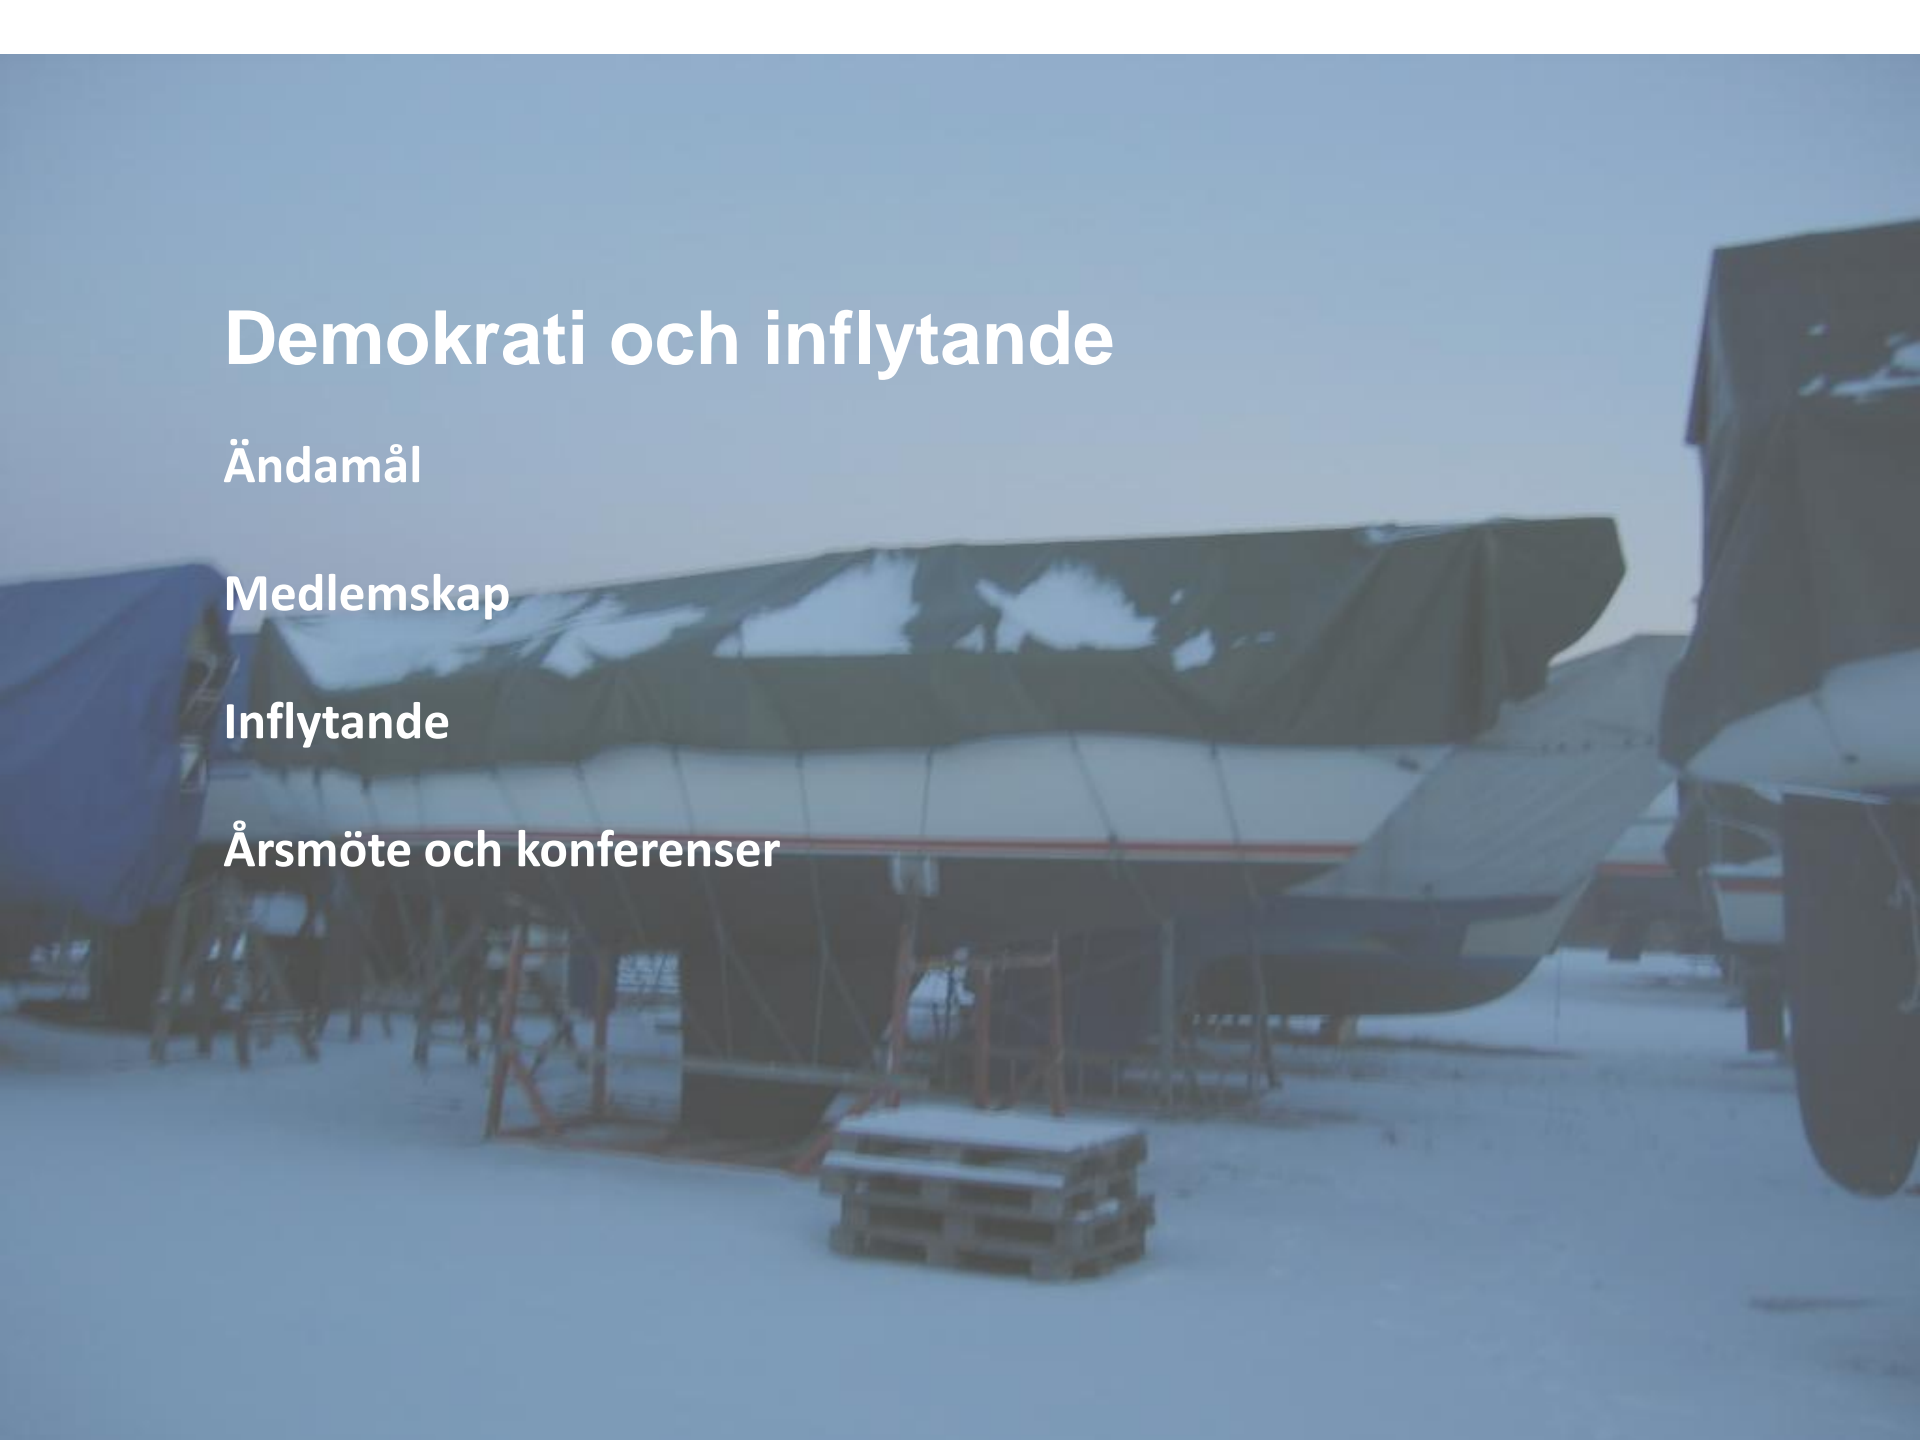 Demokrati och inflytande
Ändamål
Medlemskap
Inflytande
Årsmöte och konferenser